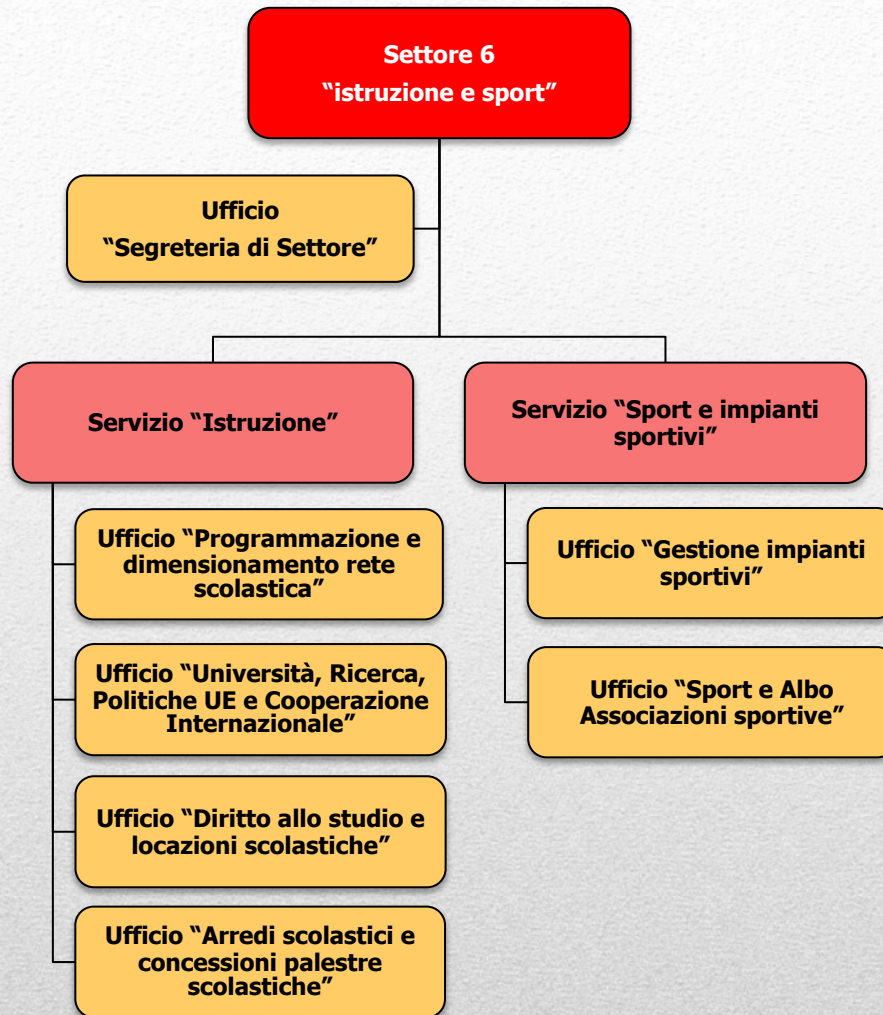 Settore 6
“istruzione e sport”
Ufficio
“Segreteria di Settore”
Servizio “Istruzione”
Servizio “Sport e impianti
sportivi”
Ufficio “Programmazione e
dimensionamento rete
scolastica”
Ufficio “Università, Ricerca,
Politiche UE e Cooperazione
Internazionale”
Ufficio “Diritto allo studio e
locazioni scolastiche”
Ufficio “Arredi scolastici e
concessioni palestre
scolastiche”
Ufficio “Gestione impianti
sportivi”
Ufficio “Sport e Albo
Associazioni sportive”